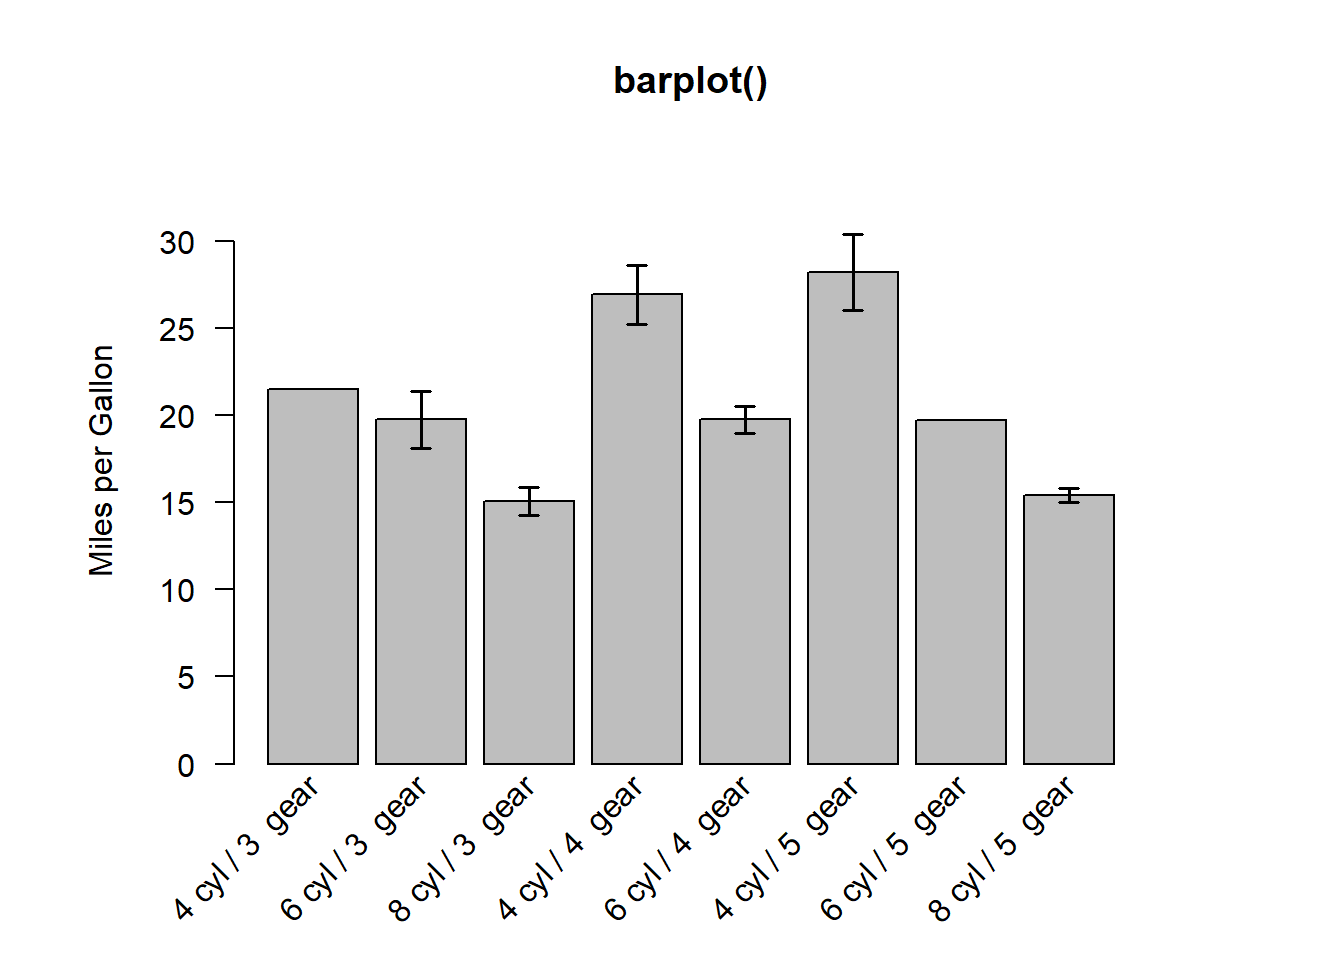 barplot()
Miles per Gallon
30
25
20
15
10
5
0
4 cyl / 3  gear
6 cyl / 3  gear
8 cyl / 3  gear
4 cyl / 4  gear
6 cyl / 4  gear
4 cyl / 5  gear
6 cyl / 5  gear
8 cyl / 5  gear